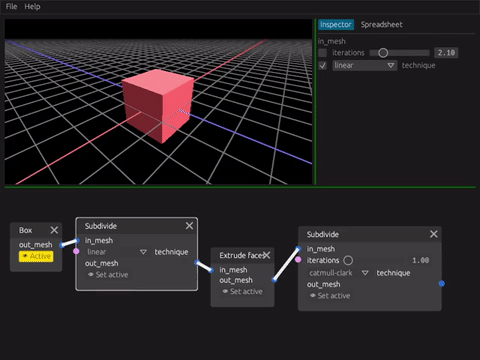 File Help
Inspector Spreadsheet
in_mesh
iterations 2.10
linear technique
Box
out_mesh
Active
Subdivide
in_mesh
linear technique
out_mesh
Set active
Extrude faces
in_mesh
out_mesh
Set active
Subdivide
in_mesh
iterations 1.00
catmull-clark technique
out_mesh
Set active